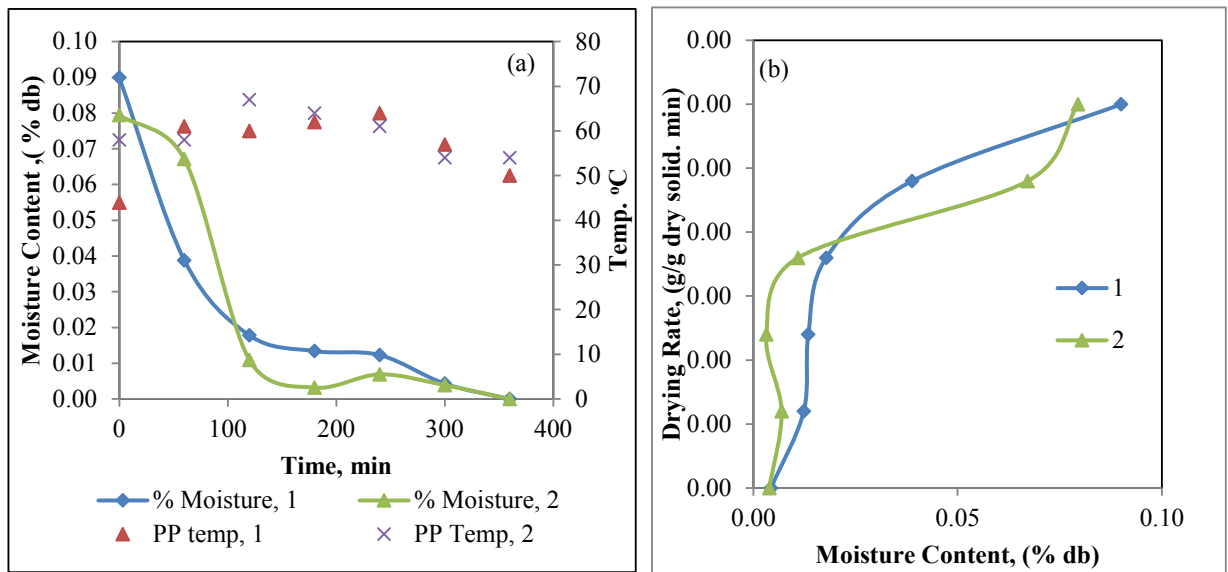 (a)
Moisture Content ,( % db)
0.10
0.09
0.08
0.07
0.06
0.05
0.04
0.03
0.02
0.01
0.00
80
70
60
50
40
30
20
10
0
Temp. ºC
0 100 200 300 400
Time, min
% Moisture, 1 % Moisture, 2
PP temp, 1 PP Temp, 2
(b)
Drying Rate, (g/g dry solid. min)
0.00
0.00
0.00
0.00
0.00
0.00
0.00
0.00
1
2
0.00 0.05 0.10
Moisture Content, (% db)